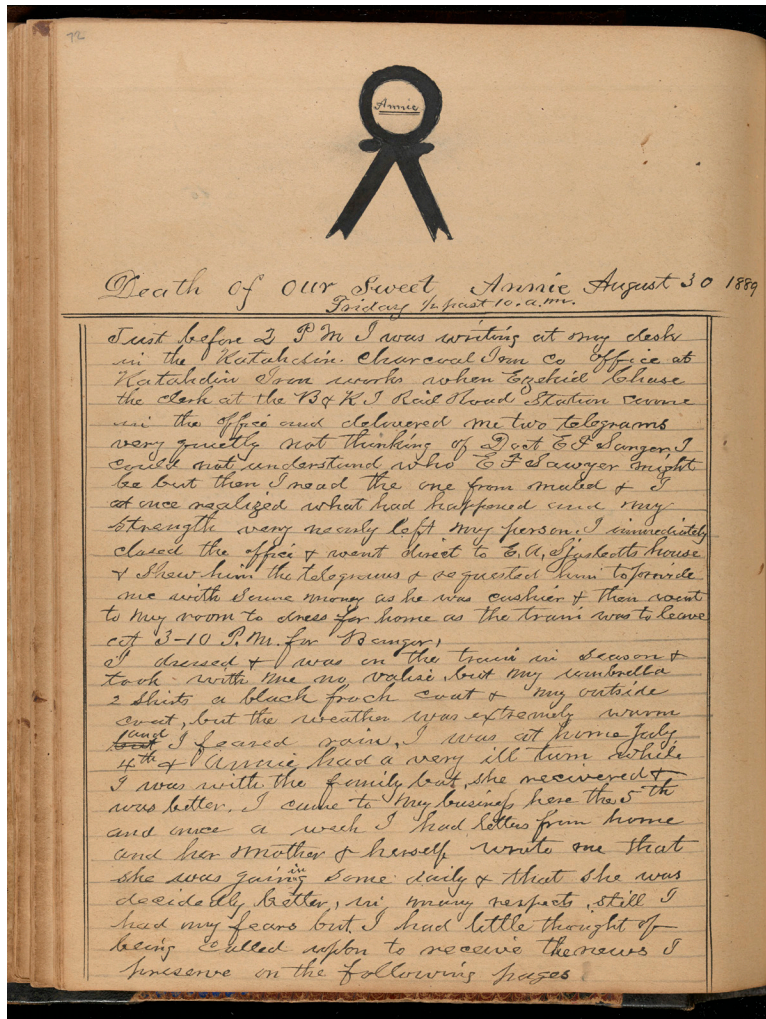 72
Annie
Death of our Sweet Annie August 30 1889
Friday 1/2 past 10. a.m.
Just before 2 P M I was writing at my desk
in the Katahdin. Charcoal Iron Co office at
Katahdin Iron works when Ezekiel Chase
the clerk at the B & K I Rail Road Station came
in the office and delivered me two telegrams
very quietly not thinking of Doct E F Sanger, I
could not understand who E F Sawyer might
be but then I read the one from & I
at once realized what had happened and my
strength very nearly left my person. I immediately
closed the office & went direct to E. A. Sjostedts house
& shew him the telegrams & requested him to provide
me with some money as he was cashier & then went
to my room to dress for home as the train was to leave
at 3-10 P.M. for Bangor,
I dressed & was on the train in season &
took with me no valise but my umbrella
2 shirts a black frock coat & my outside
coat, but the weather was extremely warm
and I feared rain, I was at home July
4th & Annie had a very ill turn while
I was with the family but she recovered &
was better. I came to my business here the 5th
and once a week I had letters from home
and her mother & herself wrote me that
she was gaining some daily & that she was
decidedly better, in many respects, still I
had my fears but I had little thought of
being called upon to receive the news I
preserve on the following pages